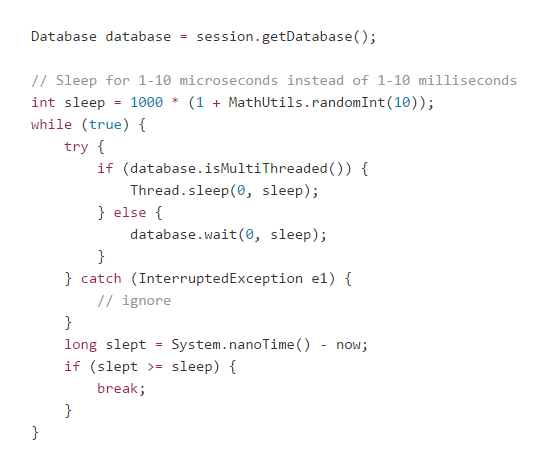 Database database = session.getDatabase();

// Sleep for 1-10 microseconds instead of 1-10 milliseconds
int sleep = 1000 * (1 + MathUtils.randomInt(10));
while (true) {
    try {
        if (database.isMultiThreaded()) {
            Thread.sleep(0, sleep);
        } else {
            database.wait(0, sleep);
        }
    } catch (InterruptedException e1) {
        // ignore
    }
    long slept = System.nanoTime() - now;
    if (slept >= sleep) {
        break;
    }
}